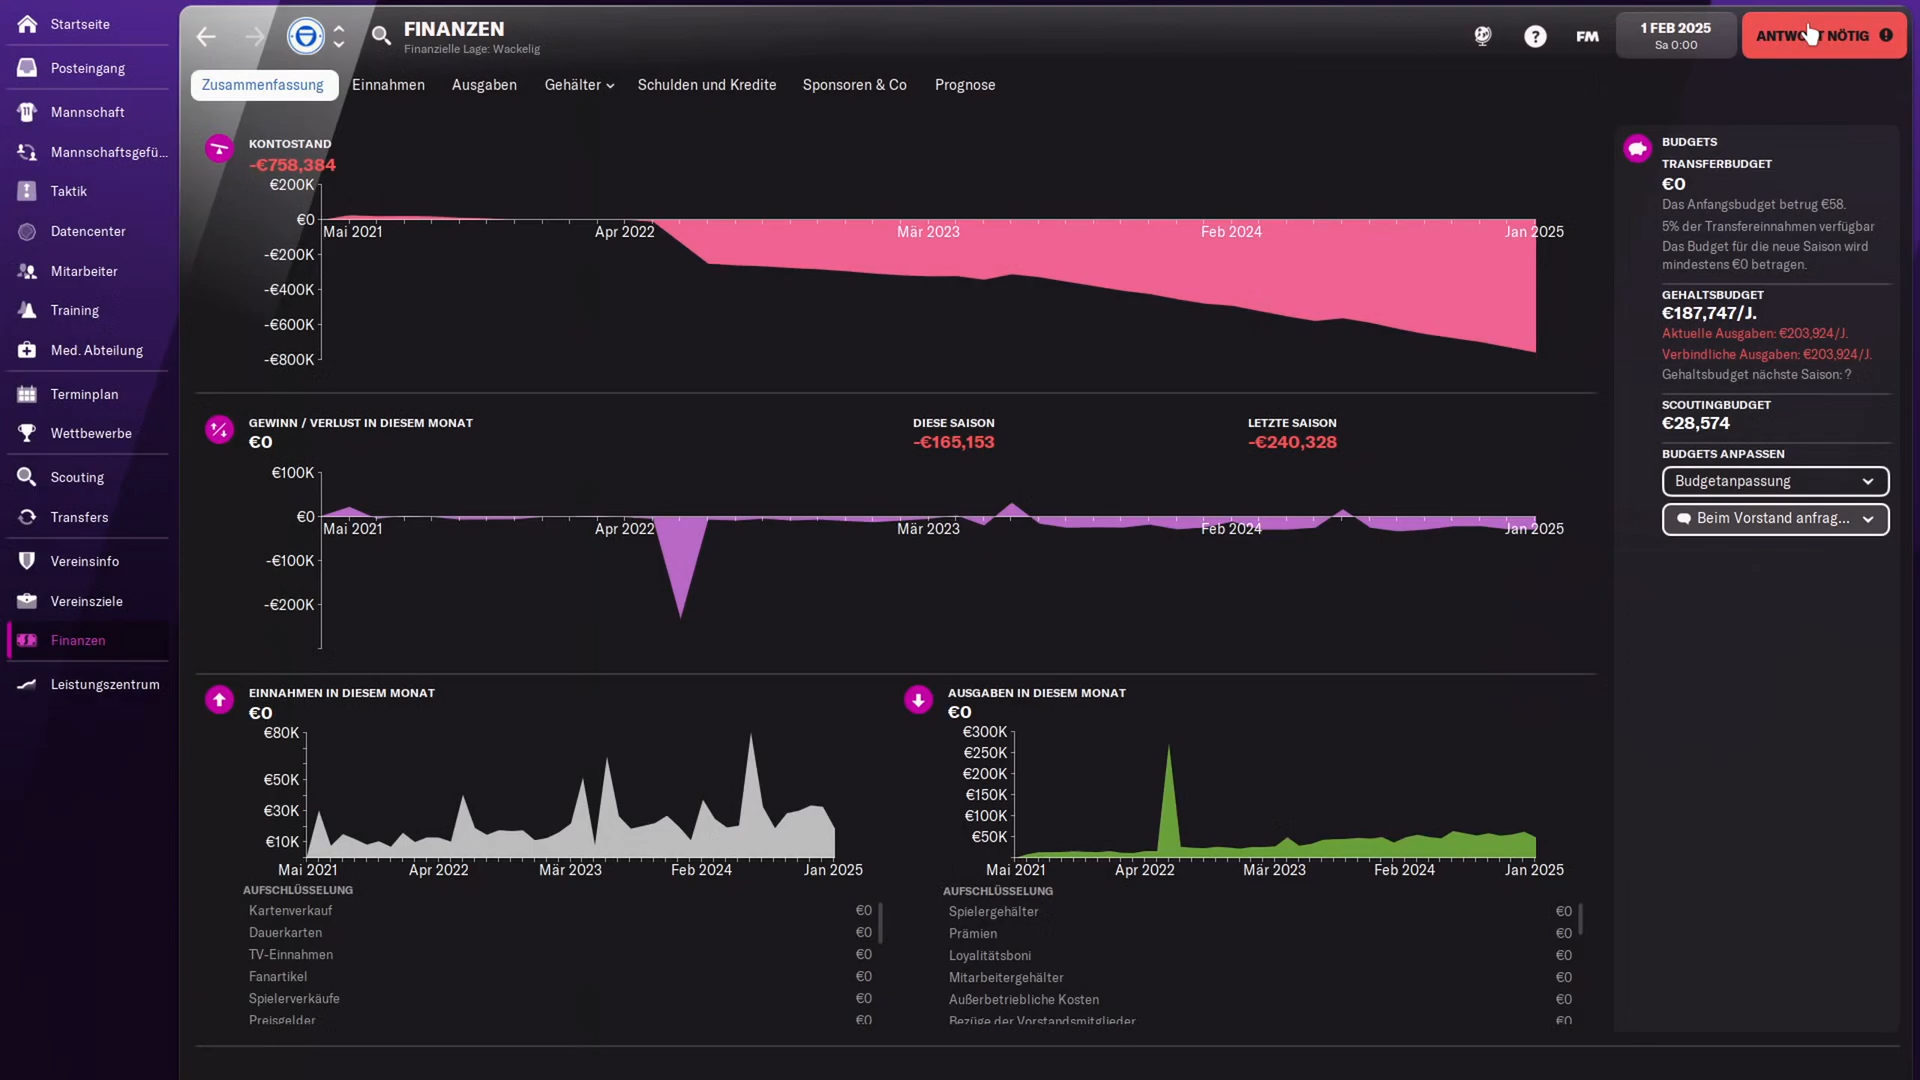 Startseite
Posteingang
Mannschaft
Mannschaftsgefü...
Taktik
Datencenter
Mitarbeiter
Training
Med. Abteilung
Terminplan
Wettbewerbe
Scouting
Transfers
Vereinsinfo
Vereinsziele
Finanzen
Leistungszentrum
FINANZEN
Finanzielle Lage: Wackelig
FM
1 FEB 2025
Sa 0:00
NÖTIG
Zusammenfassung
Einnahmen
Ausgaben
Gehälter
Schulden und Kredite
Sponsoren & Co
Prognose
KONTOSTAND
-€758,384
€200K
€0
-€200K
-€400K
-€600K
-€800K
Mai 2021
Apr 2022
Mär 2023
Feb 2024
Jan 2025
GEWINN / VERLUST IN DIESEM MONAT
€0
DIESE SAISON
-€165,153
LETZTE SAISON
-€240,328
€100K
€0
-€100K
-€200K
Mai 2021
Apr 2022
Mär 2023
Feb 2024
Jan 2025
EINNAHMEN IN DIESEM MONAT
€0
€80K
€50K
€30K
€10K
Mai 2021
Apr 2022
Mär 2023
Feb 2024
Jan 2025
AUFSCHLÜSSELUNG
Kartenverkauf €0
Dauerkarten €0
TV-Einnahmen €0
Fanartikel €0
Spielerverkäufe €0
Preisgelder €0
AUSGABEN IN DIESEM MONAT
€0
€300K
€250K
€200K
€150K
€100K
€50K
Mai 2021
Apr 2022
Mär 2023
Feb 2024
Jan 2025
AUFSCHLÜSSELUNG
Spielergehälter €0
Prämien €0
Loyalitätsboni €0
Mitarbeitergehälter €0
Außerbetriebliche Kosten €0
Bezüge der Vorstandsmitglieder €0
BUDGETS
TRANSFERBUDGET
€0
Das Anfangsbudget betrug €58.
5% der Transfereinnahmen verfügbar
Das Budget für die neue Saison wird
mindestens €0 betragen.
GEHALTSBUDGET
€187,747/J.
Aktuelle Ausgaben: €203,924/J.
Verbindliche Ausgaben: €203,924/J.
Gehaltsbudget nächste Saison: ?
SCOUTINGBUDGET
€28,574
BUDGETS ANPASSEN
Budgetanpassung
Beim Vorstand anfrag...